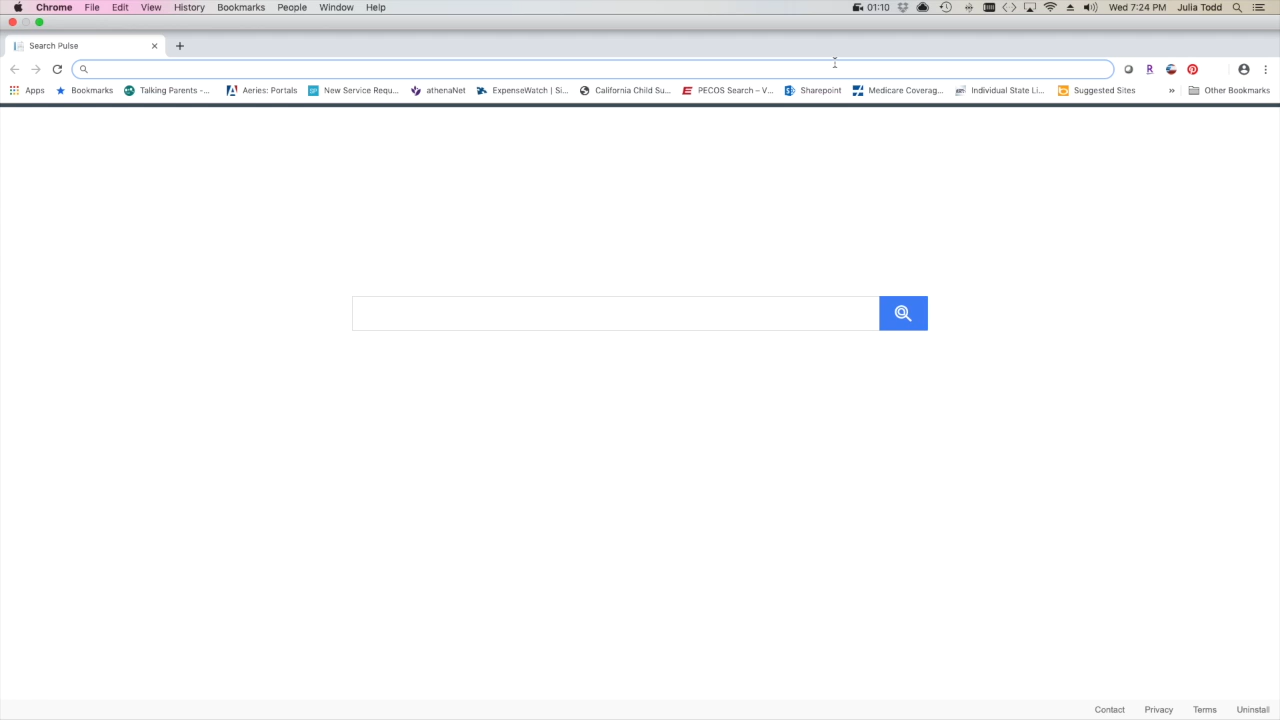 Chrome File Edit View History Bookmarks People Window Help 01:10 Wed 7:24 PM Julia Todd
Search Pulse
R
Apps Bookmarks Talking Parents -... Aeries: Portals New Service Requ... athenaNet ExpenseWatch | Si... California Child Su... PECOS Search – V... Sharepoint Medicare Coverag... Individual State Li... Suggested Sites » Other Bookmarks
Contact Privacy Terms Uninstall